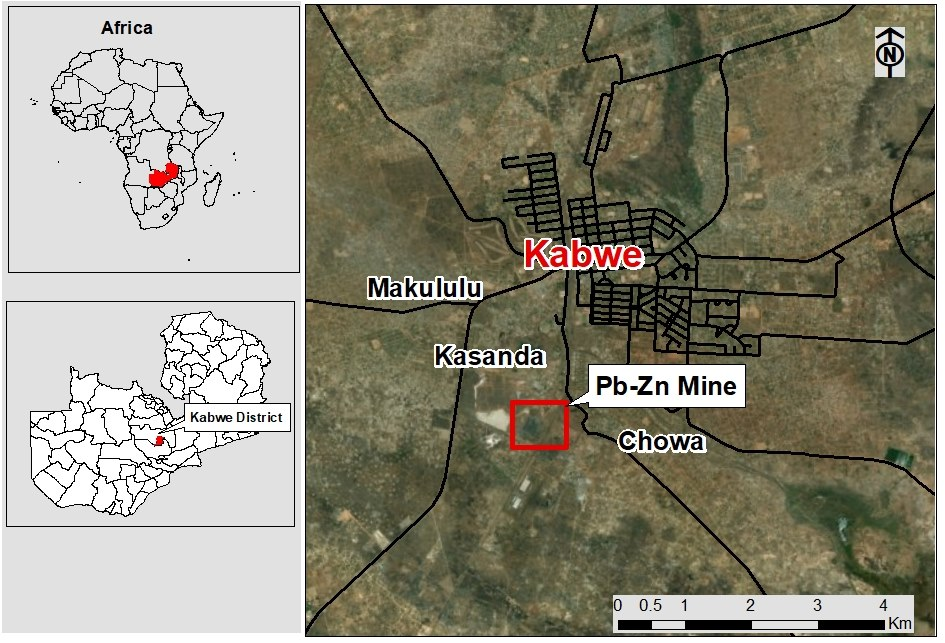 Africa
Kabwe District
N
Kabwe
Makululu
Kasanda
Pb-Zn Mine
Chowa
0 0.5 1 2 3 4
Km